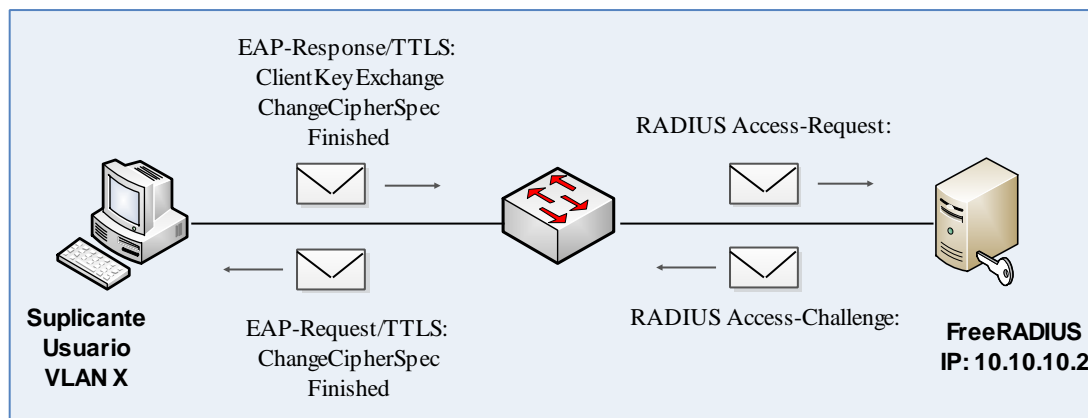 EAP-Response/TTLS:
ClientKeyExchange
ChangeCipherSpec
Finished
RADIUS Access-Request:
Suplicante
Usuario
VLAN X
EAP-Request/TTLS:
ChangeCipherSpec
Finished
RADIUS Access-Challenge:
FreeRADIUS
IP: 10.10.10.2